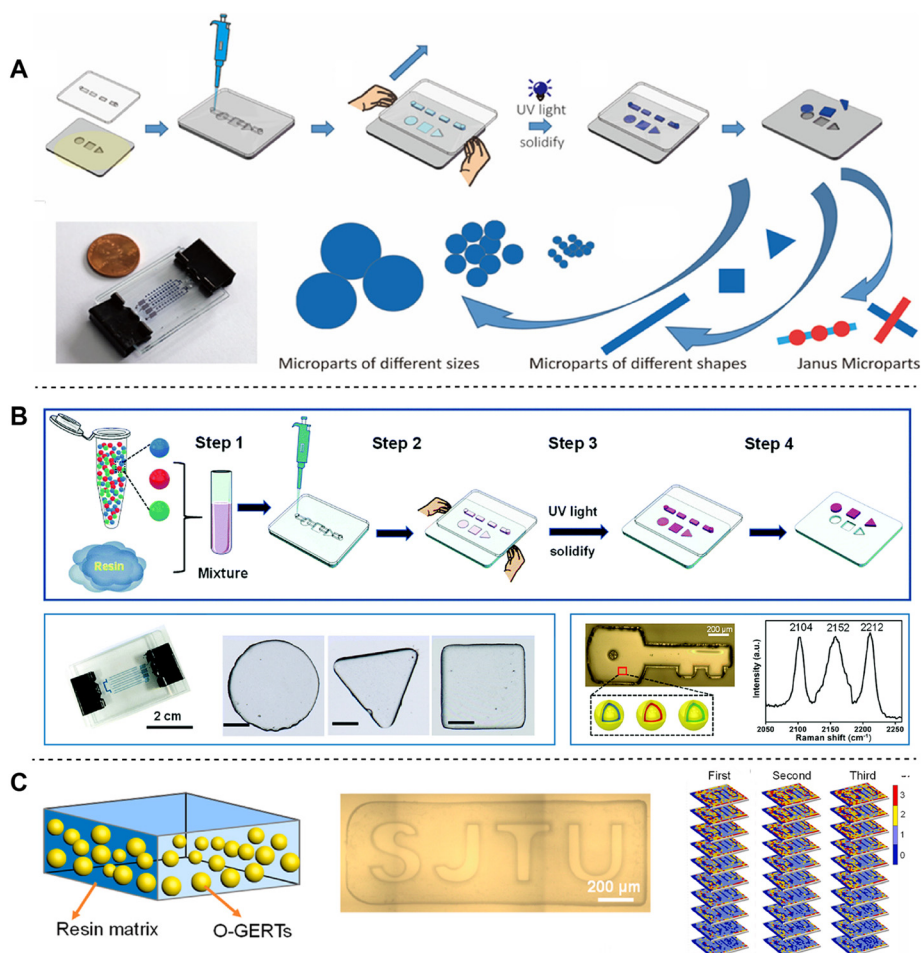 A
UV light
solidify
Microparts of different sizes
Microparts of different shapes
Janus Microparts
B
Step 1
Step 2
Step 3
Step 4
Resin
Mixture
UV light
solidify
2 cm
200 µm
2104 2152 2212
Intensity (a.u.)
2050 2100 2150 2200 2250
Raman shift (cm⁻¹)
C
Resin matrix
O-GERTs
SJTU
200 µm
First Second Third
3
2
1
0